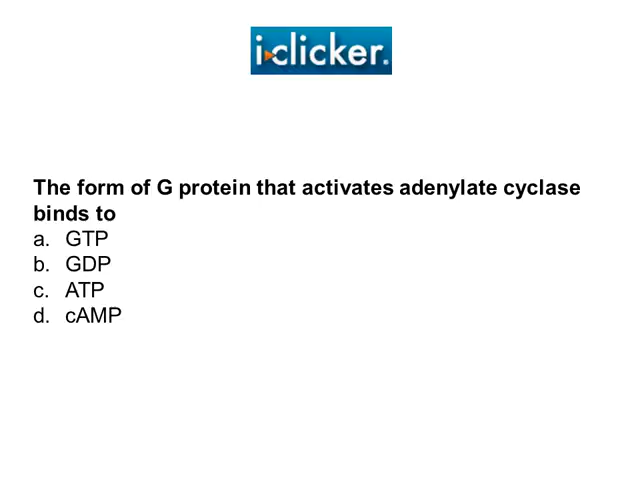 i-clicker.
The form of G protein that activates adenylate cyclase
binds to
a. GTP
b. GDP
c. ATP
d. cAMP